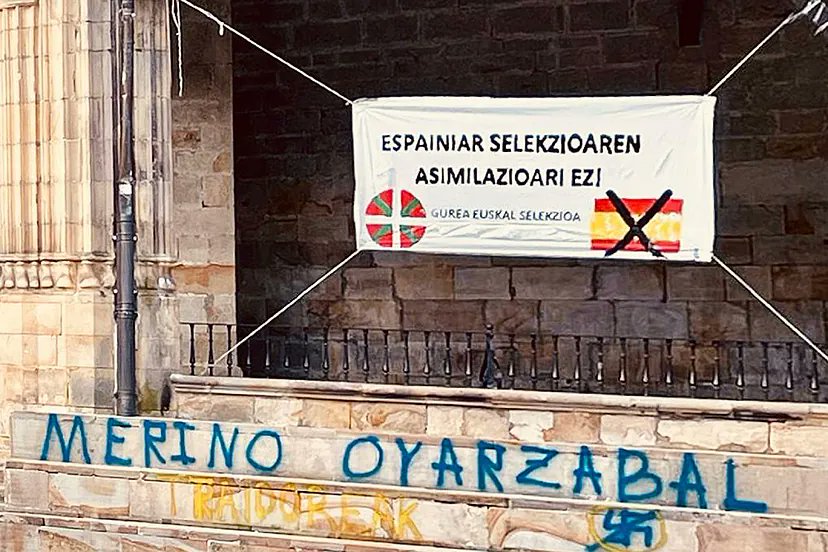 ESPAINIAR SELEKZIOAREN
ASIMILAZIOARI EZ!
GUREA EUSKAL SELEKZIOA
MERINO OYARZABAL
TRAIDOREAK